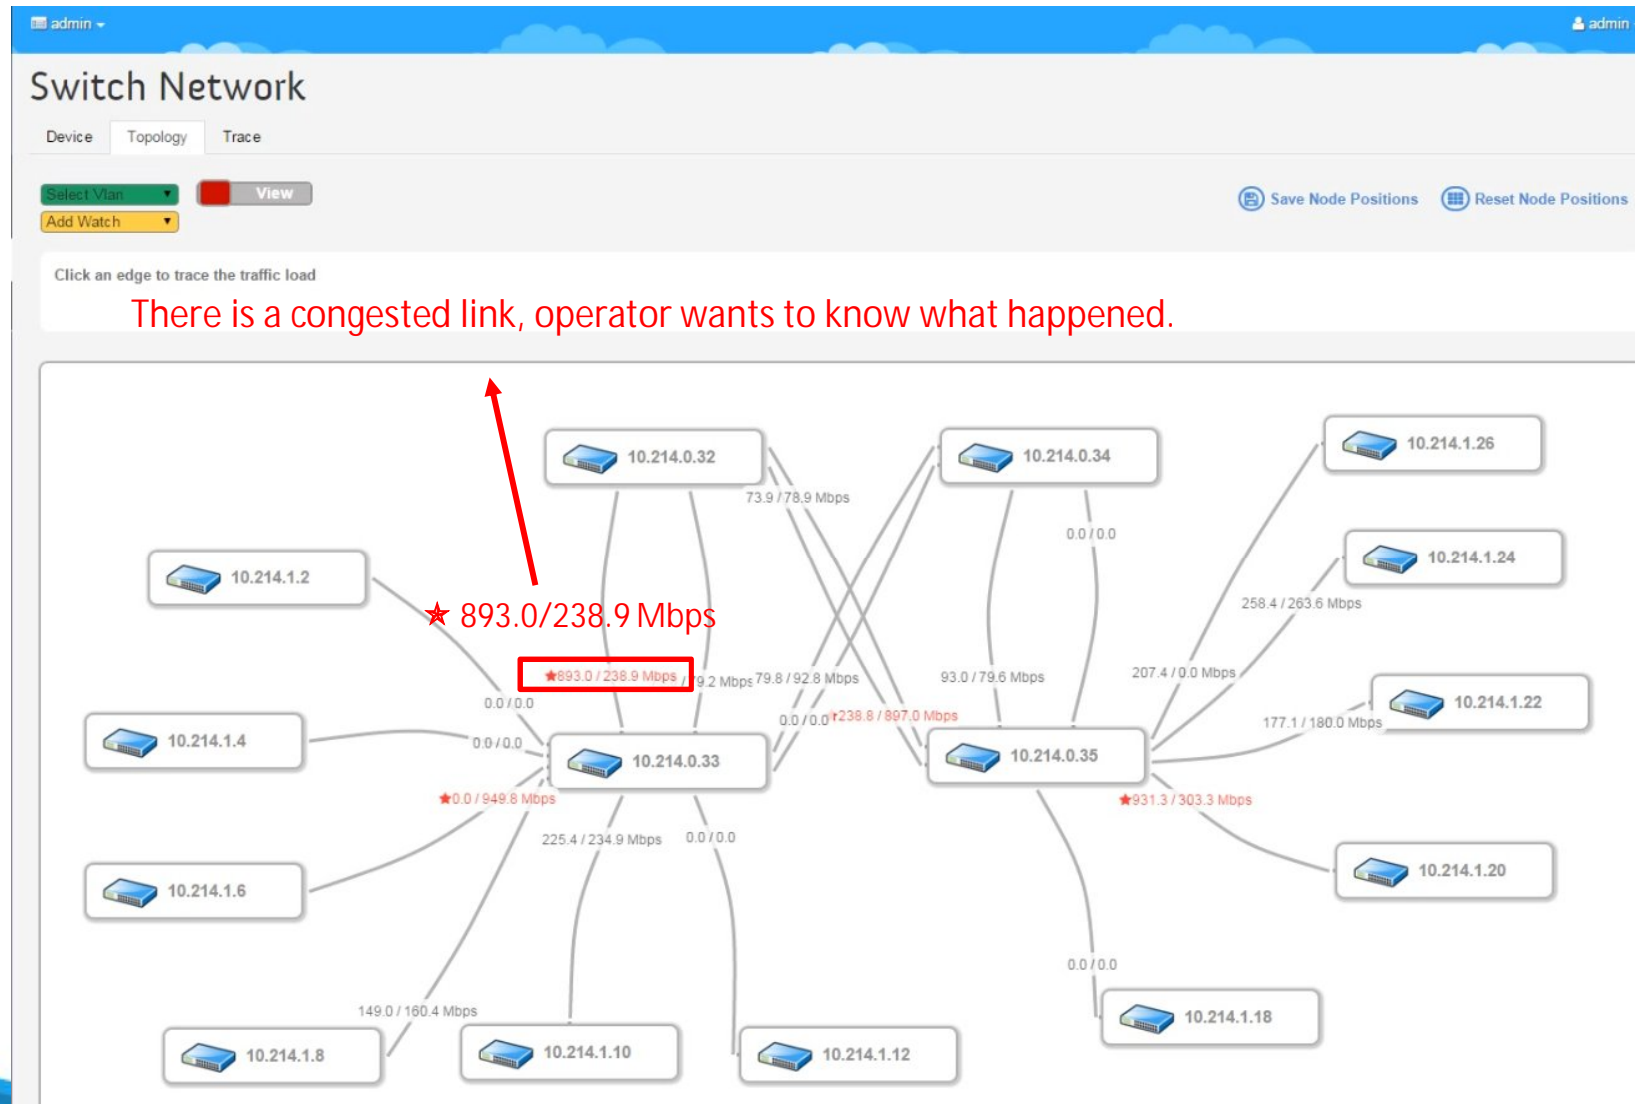 admin
admin
Switch Network
Device Topology Trace
Select Vlan View
Add Watch
Save Node Positions Reset Node Positions
Click an edge to trace the traffic load
There is a congested link, operator wants to know what happened.
10.214.0.32
10.214.0.34
10.214.1.26
73.9 / 78.9 Mbps
0.0 / 0.0
10.214.1.2
10.214.1.24
258.4 / 263.6 Mbps
★ 893.0/238.9 Mbps
★893.0 / 238.9 Mbps
79.8 / 92.8 Mbps
93.0 / 79.6 Mbps
207.4 / 0.0 Mbps
0.0 / 0.0
10.214.1.22
0.0 / 0.0
238.8 / 897.0 Mbps
177.1 / 180.0 Mbps
10.214.1.4
0.0 / 0.0
10.214.0.33
10.214.0.35
★0.0 / 949.8 Mbps
★931.3 / 303.3 Mbps
225.4 / 234.9 Mbps
0.0 / 0.0
10.214.1.6
10.214.1.20
0.0 / 0.0
149.0 / 160.4 Mbps
10.214.1.18
10.214.1.8
10.214.1.10
10.214.1.12